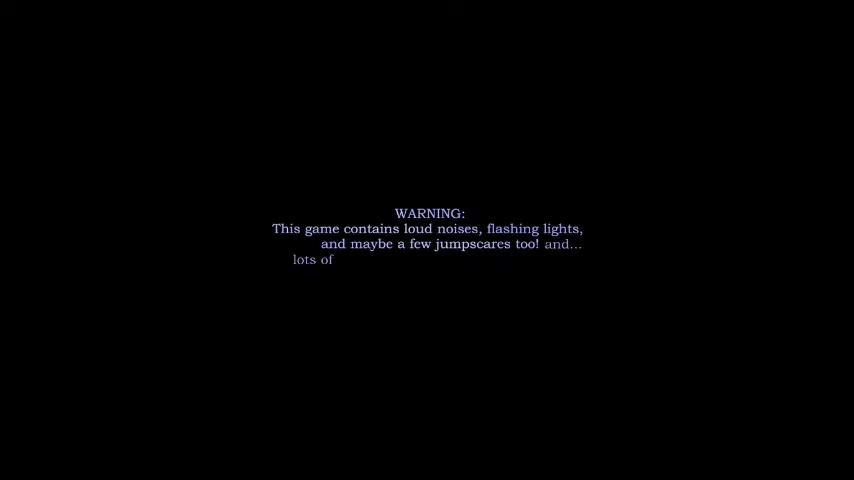 WARNING:
This game contains loud noises, flashing lights,
and maybe a few jumpscares too! and...
lots of